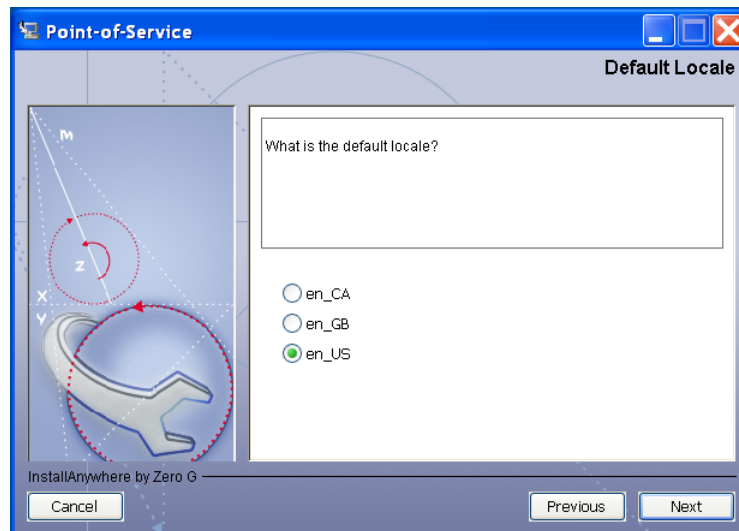 Point-of-Service
Default Locale
M
Z
X
Y
What is the default locale?
en_CA
en_GB
en_US
InstallAnywhere by Zero G
Cancel
Previous
Next